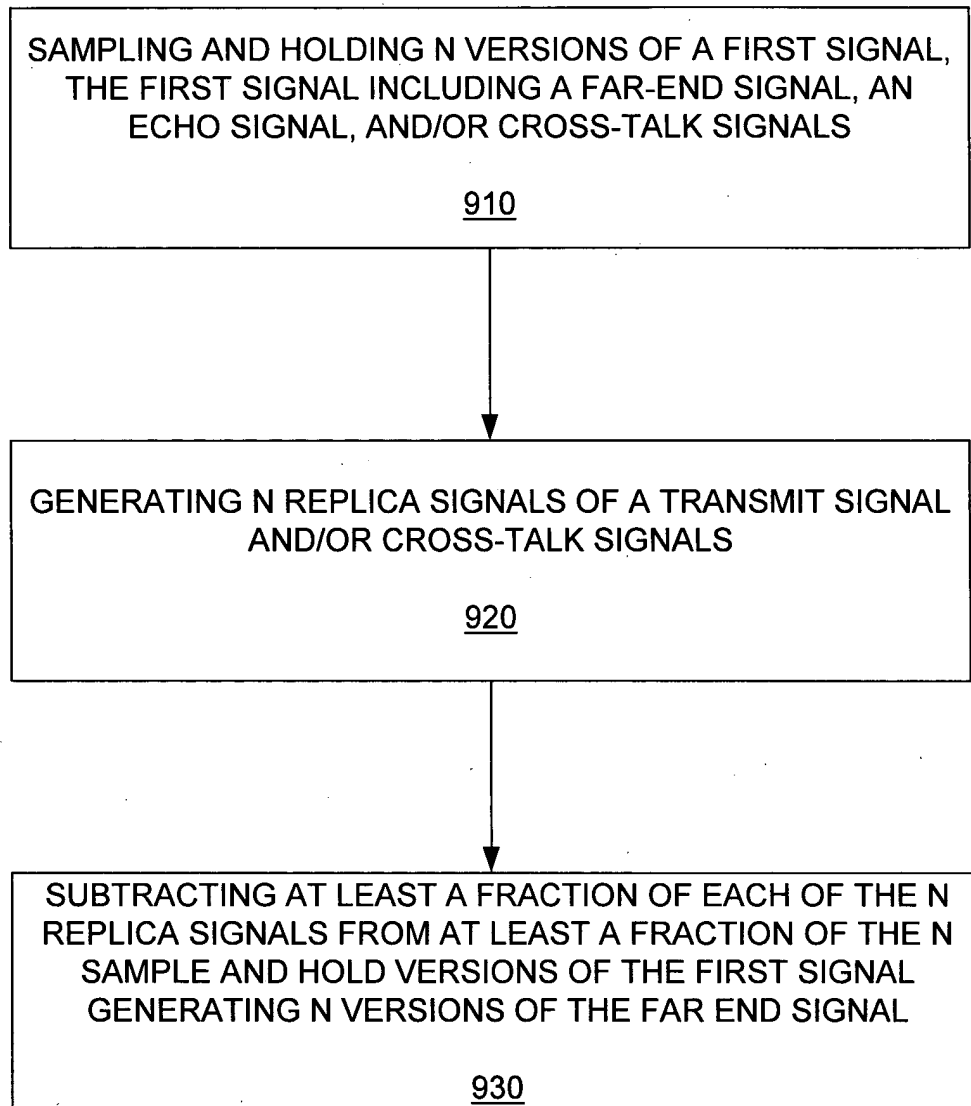 SAMPLING AND HOLDING N VERSIONS OF A FIRST SIGNAL,
THE FIRST SIGNAL INCLUDING A FAR-END SIGNAL, AN
ECHO SIGNAL, AND/OR CROSS-TALK SIGNALS
910
GENERATING N REPLICA SIGNALS OF A TRANSMIT SIGNAL
AND/OR CROSS-TALK SIGNALS
920
SUBTRACTING AT LEAST A FRACTION OF EACH OF THE N
REPLICA SIGNALS FROM AT LEAST A FRACTION OF THE N
SAMPLE AND HOLD VERSIONS OF THE FIRST SIGNAL
GENERATING N VERSIONS OF THE FAR END SIGNAL
930